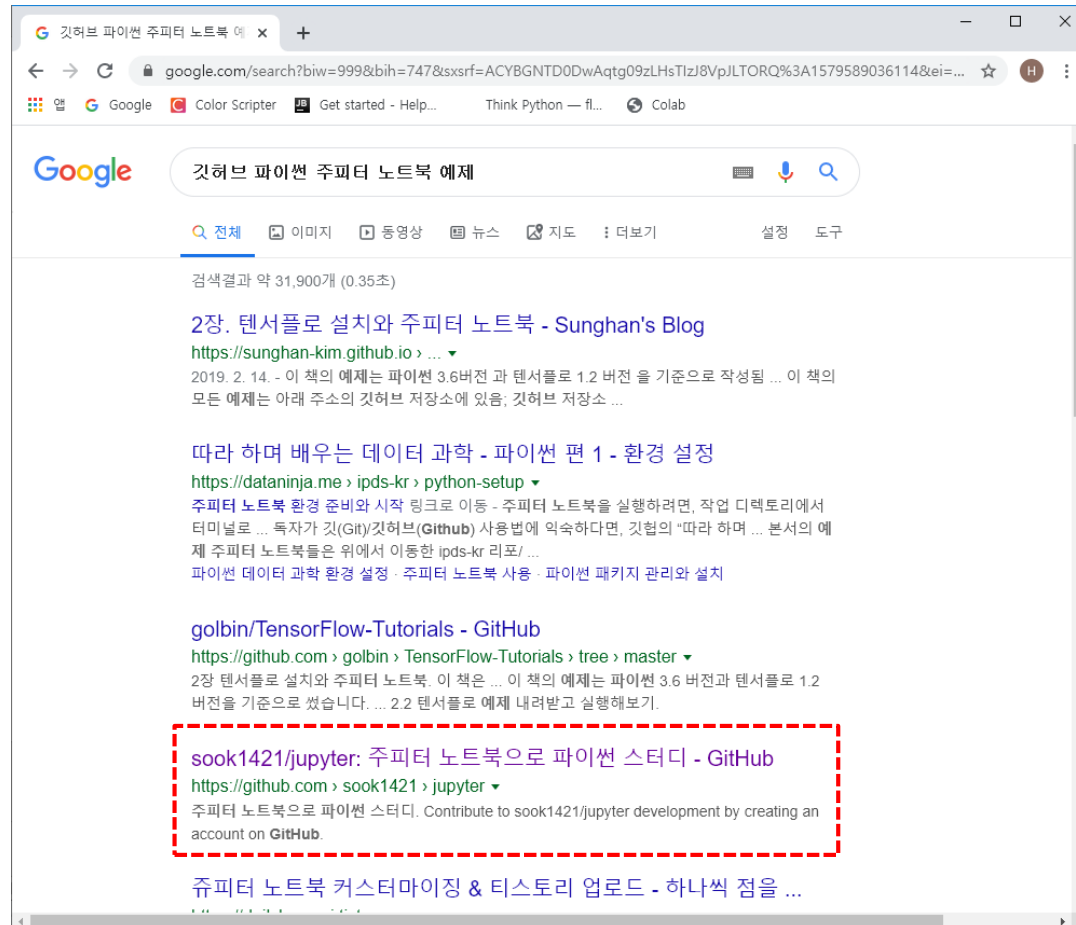 깃허브 파이썬 주피터 노트북 예
google.com/search?biw=999&bih=747&sxsrf=ACYBGNTD0DwAqtg09zLHsTIzJ8VpJLTORQ%3A1579589036114&ei=...
H
앱 Google Color Scripter Get started - Help... Think Python — fl... Colab
Google
깃허브 파이썬 주피터 노트북 예제
전체 이미지 동영상 뉴스 지도 더보기 설정 도구
검색결과 약 31,900개 (0.35초)
2장. 텐서플로 설치와 주피터 노트북 - Sunghan's Blog
https://sunghan-kim.github.io › ...
2019. 2. 14. - 이 책의 예제는 파이썬 3.6버전 과 텐서플로 1.2 버전 을 기준으로 작성됨 ... 이 책의
모든 예제는 아래 주소의 깃허브 저장소에 있음; 깃허브 저장소 ...
따라 하며 배우는 데이터 과학 - 파이썬 편 1 - 환경 설정
https://dataninja.me › ipds-kr › python-setup
주피터 노트북 환경 준비와 시작 링크로 이동 - 주피터 노트북을 실행하려면, 작업 디렉토리에서
터미널로 ... 독자가 깃(Git)/깃허브(Github) 사용법에 익숙하다면, 깃헙의 “따라 하며 ... 본서의 예
제 주피터 노트북들은 위에서 이동한 ipds-kr 리포/ ...
파이썬 데이터 과학 환경 설정 · 주피터 노트북 사용 · 파이썬 패키지 관리와 설치
golbin/TensorFlow-Tutorials - GitHub
https://github.com › golbin › TensorFlow-Tutorials › tree › master
2장 텐서플로 설치와 주피터 노트북. 이 책은 ... 이 책의 예제는 파이썬 3.6 버전과 텐서플로 1.2
버전을 기준으로 썼습니다. ... 2.2 텐서플로 예제 내려받고 실행해보기.
sook1421/jupyter: 주피터 노트북으로 파이썬 스터디 - GitHub
https://github.com › sook1421 › jupyter
주피터 노트북으로 파이썬 스터디. Contribute to sook1421/jupyter development by creating an
account on GitHub.
쥬피터 노트북 커스터마이징 & 티스토리 업로드 - 하나씩 점을 ...